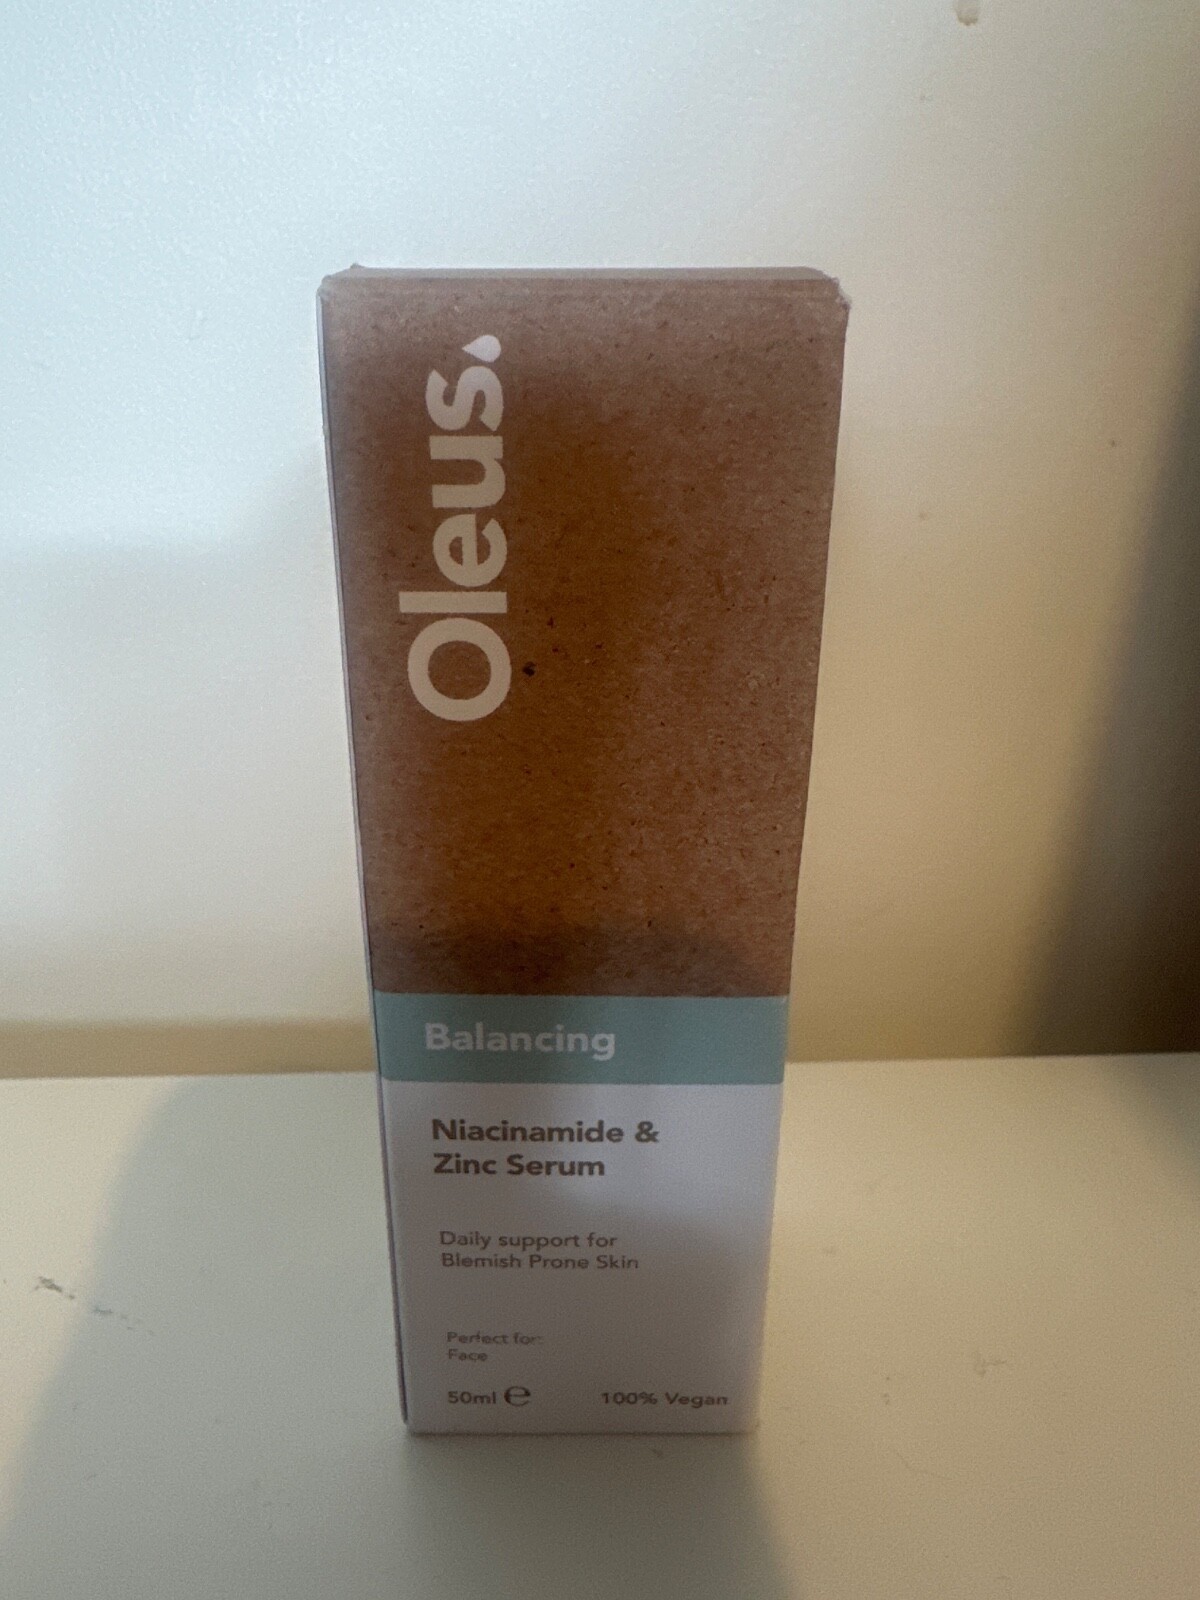 Oleus.
Balancing
Niacinamide &
Zinc Serum
Daily support for
Blemish Prone Skin
Perfect for:
Face
50ml ℮
100% Vegan